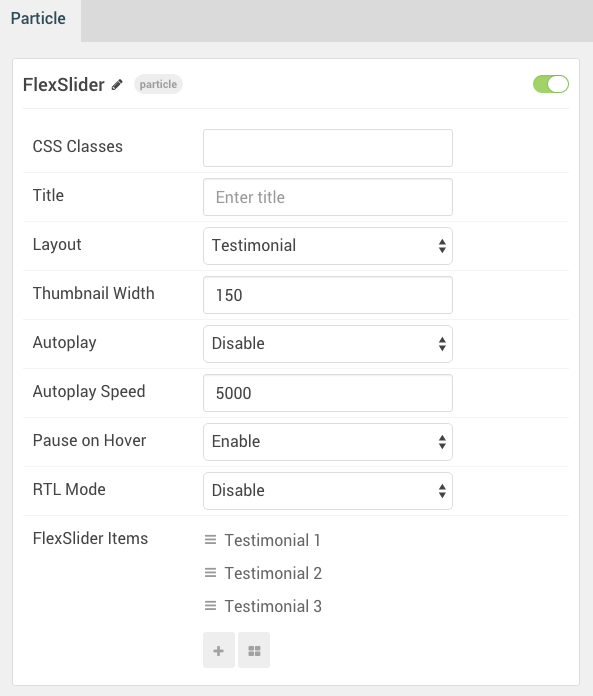 Particle
FlexSlider particle
CSS Classes
Title Enter title
Layout Testimonial
Thumbnail Width 150
Autoplay Disable
Autoplay Speed 5000
Pause on Hover Enable
RTL Mode Disable
FlexSlider Items Testimonial 1
Testimonial 2
Testimonial 3